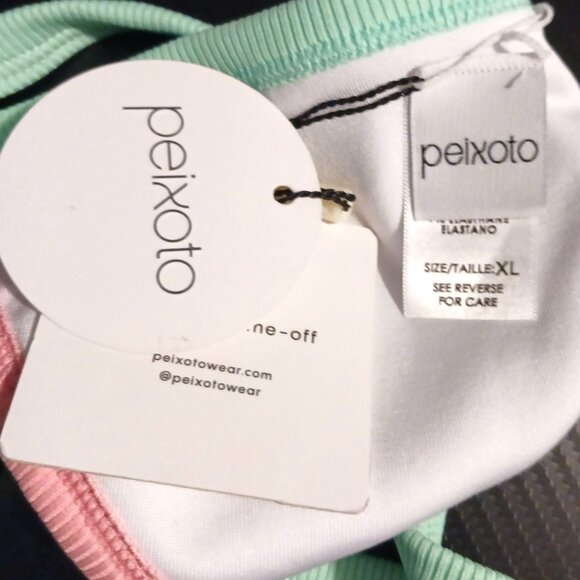 peixoto
peixoto
ELASTANO
SIZE/TAILLE: XL
SEE REVERSE
FOR CARE
ne-off
peixotowear.com
@peixotowear